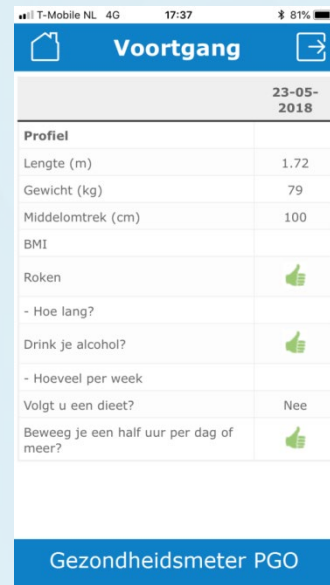 T-Mobile NL 4G 17:37 81%
Voortgang
23-05-
2018
Profiel
Lengte (m) 1.72
Gewicht (kg) 79
Middelomtrek (cm) 100
BMI
Roken
- Hoe lang?
Drink je alcohol?
- Hoeveel per week
Volgt u een dieet? Nee
Beweeg je een half uur per dag of
meer?
Gezondheidsmeter PGO